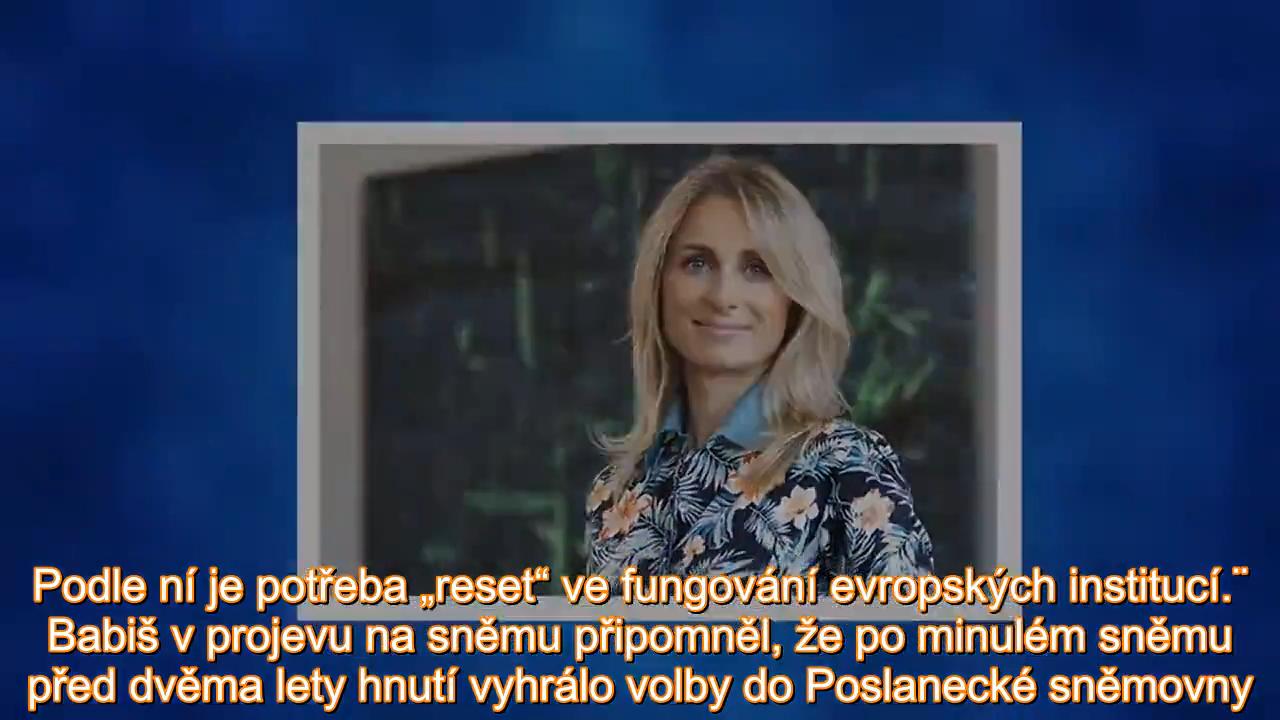 Podle ní je potřeba „reset“ ve fungování evropských institucí.¨
Babiš v projevu na sněmu připomněl, že po minulém sněmu
před dvěma lety hnutí vyhrálo volby do Poslanecké sněmovny